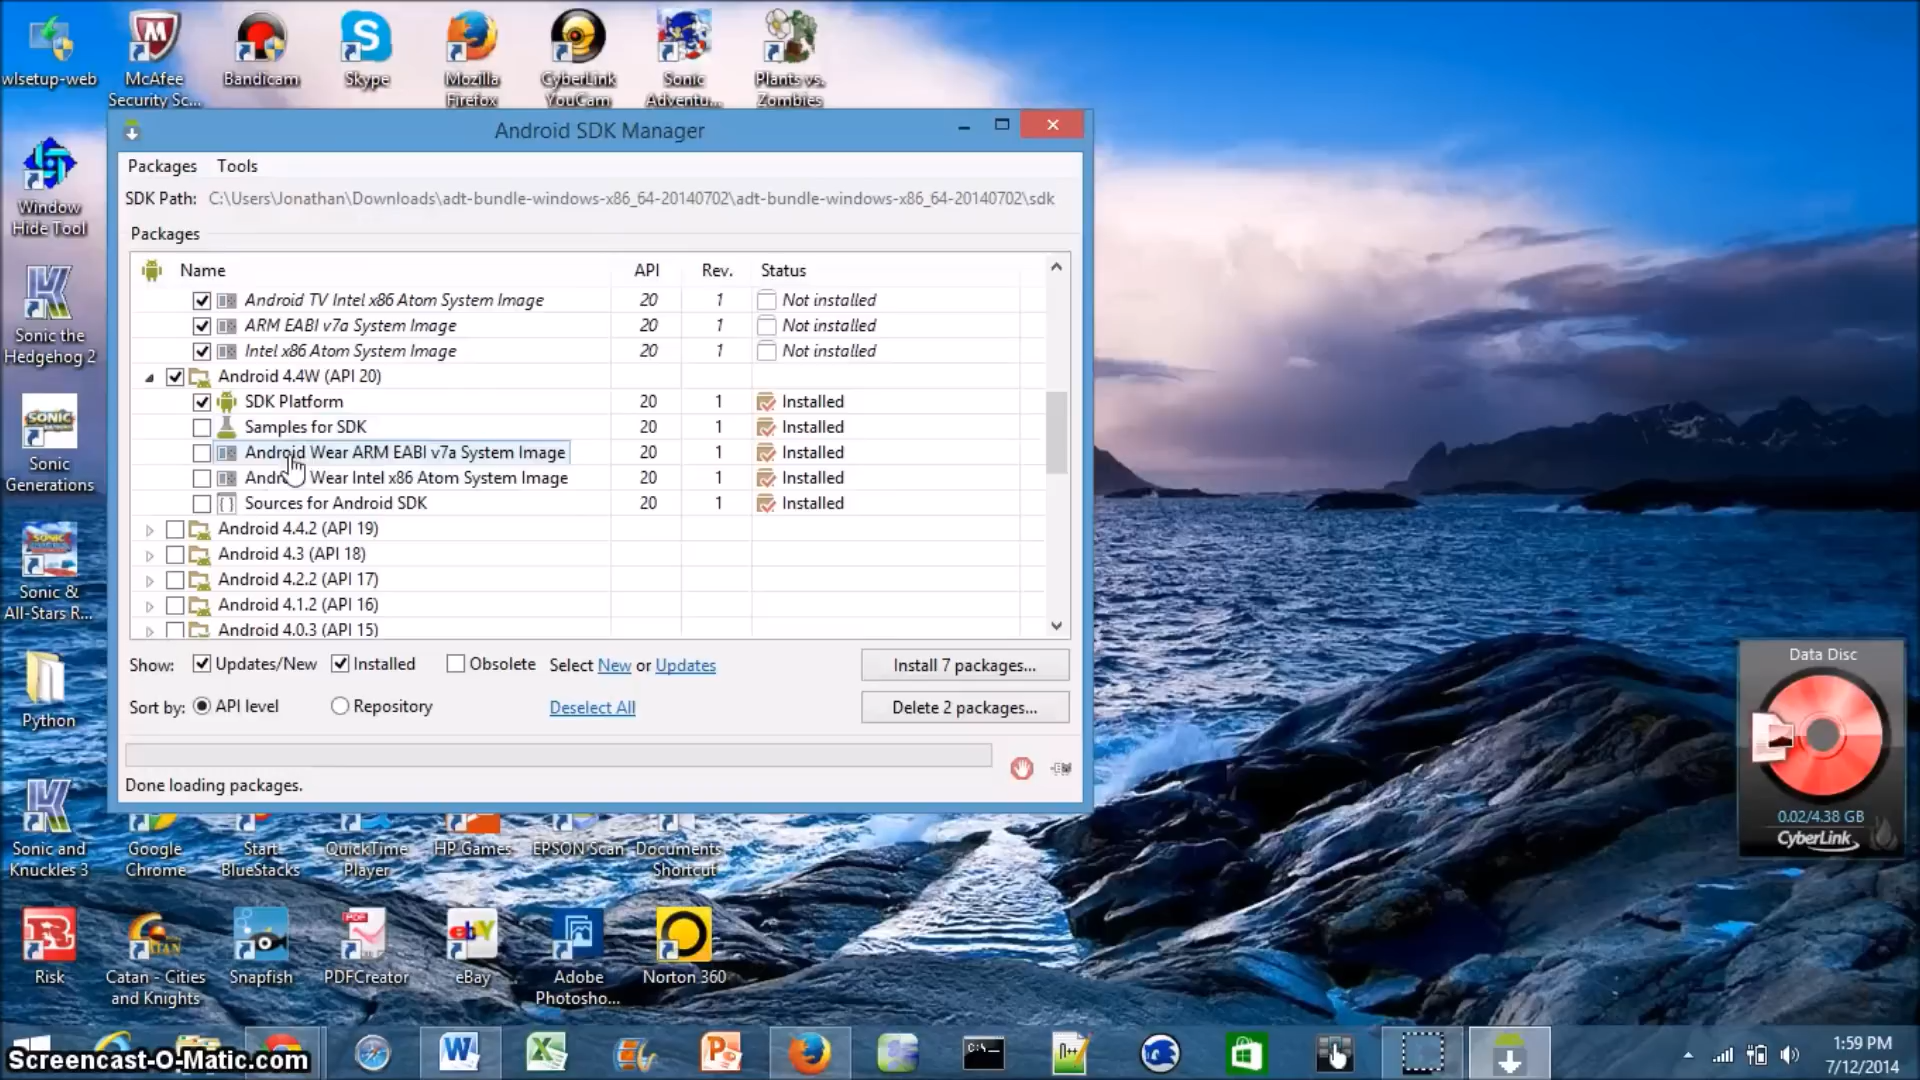 wlsetup-web
McAfee
Security Sc...
Bandicam
Skype
Mozilla
Firefox
CyberLink
YouCam
Sonic
Adventu...
Plants vs.
Zombies
Window
Hide Tool
Sonic the
Hedgehog 2
SONIC
Sonic
Generations
Sonic &
All-Stars R...
Python
Sonic and
Knuckles 3
Android SDK Manager
Packages Tools
SDK Path: C:\Users\Jonathan\Downloads\adt-bundle-windows-x86_64-20140702\adt-bundle-windows-x86_64-20140702\sdk
Packages
Name API Rev. Status
Android TV Intel x86 Atom System Image 20 1 Not installed
ARM EABI v7a System Image 20 1 Not installed
Intel x86 Atom System Image 20 1 Not installed
Android 4.4W (API 20)
SDK Platform 20 1 Installed
Samples for SDK 20 1 Installed
Android Wear ARM EABI v7a System Image 20 1 Installed
Wear Intel x86 Atom System Image 20 1 Installed
Sources for Android SDK 20 1 Installed
Android 4.4.2 (API 19)
Android 4.3 (API 18)
Android 4.2.2 (API 17)
Android 4.1.2 (API 16)
Android 4.0.3 (API 15)
Show: Updates/New Installed Obsolete Select New or Updates
Install 7 packages...
Sort by: API level Repository Deselect All
Delete 2 packages...
Done loading packages.
Google
Chrome
Start
BlueStacks
QuickTime
Player
HP Games
EPSON Scan
Documents
Shortcut
Risk
CATAN
Catan - Cities
and Knights
Snapfish
PDF
PDFCreator
ebY
eBay
Adobe
Photosho...
Norton 360
Data Disc
0.02/4.38 GB
CyberLink
Screencast-O-Matic.com
C:\_
n++
1:59 PM
7/12/2014